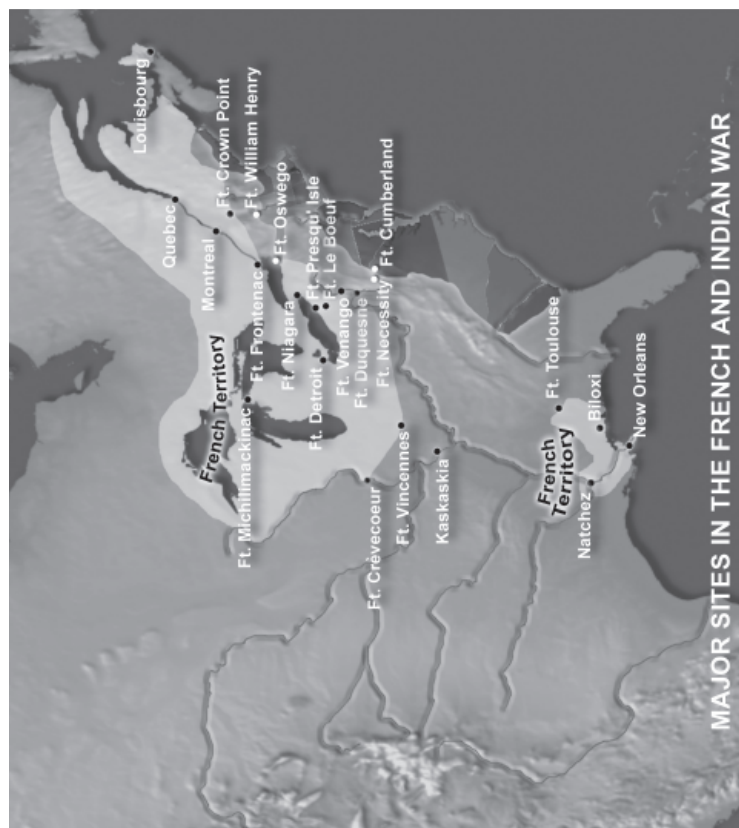 Louisbourg
Quebec
Ft. Crown Point
Ft. William Henry
Montreal
Ft. Oswego
Ft. Frontenac
Ft. Presqu' Isle
Ft. Le Boeuf
Ft. Niagara
Ft. Cumberland
Ft. Venango
Ft. Duquesne
Ft. Necessity
French Territory
Ft. Detroit
Ft. Michilimackinac
Ft. Vincennes
Kaskaskia
Ft. Crèvecoeur
Ft. Toulouse
Biloxi
New Orleans
French
Territory
Natchez
MAJOR SITES IN THE FRENCH AND INDIAN WAR